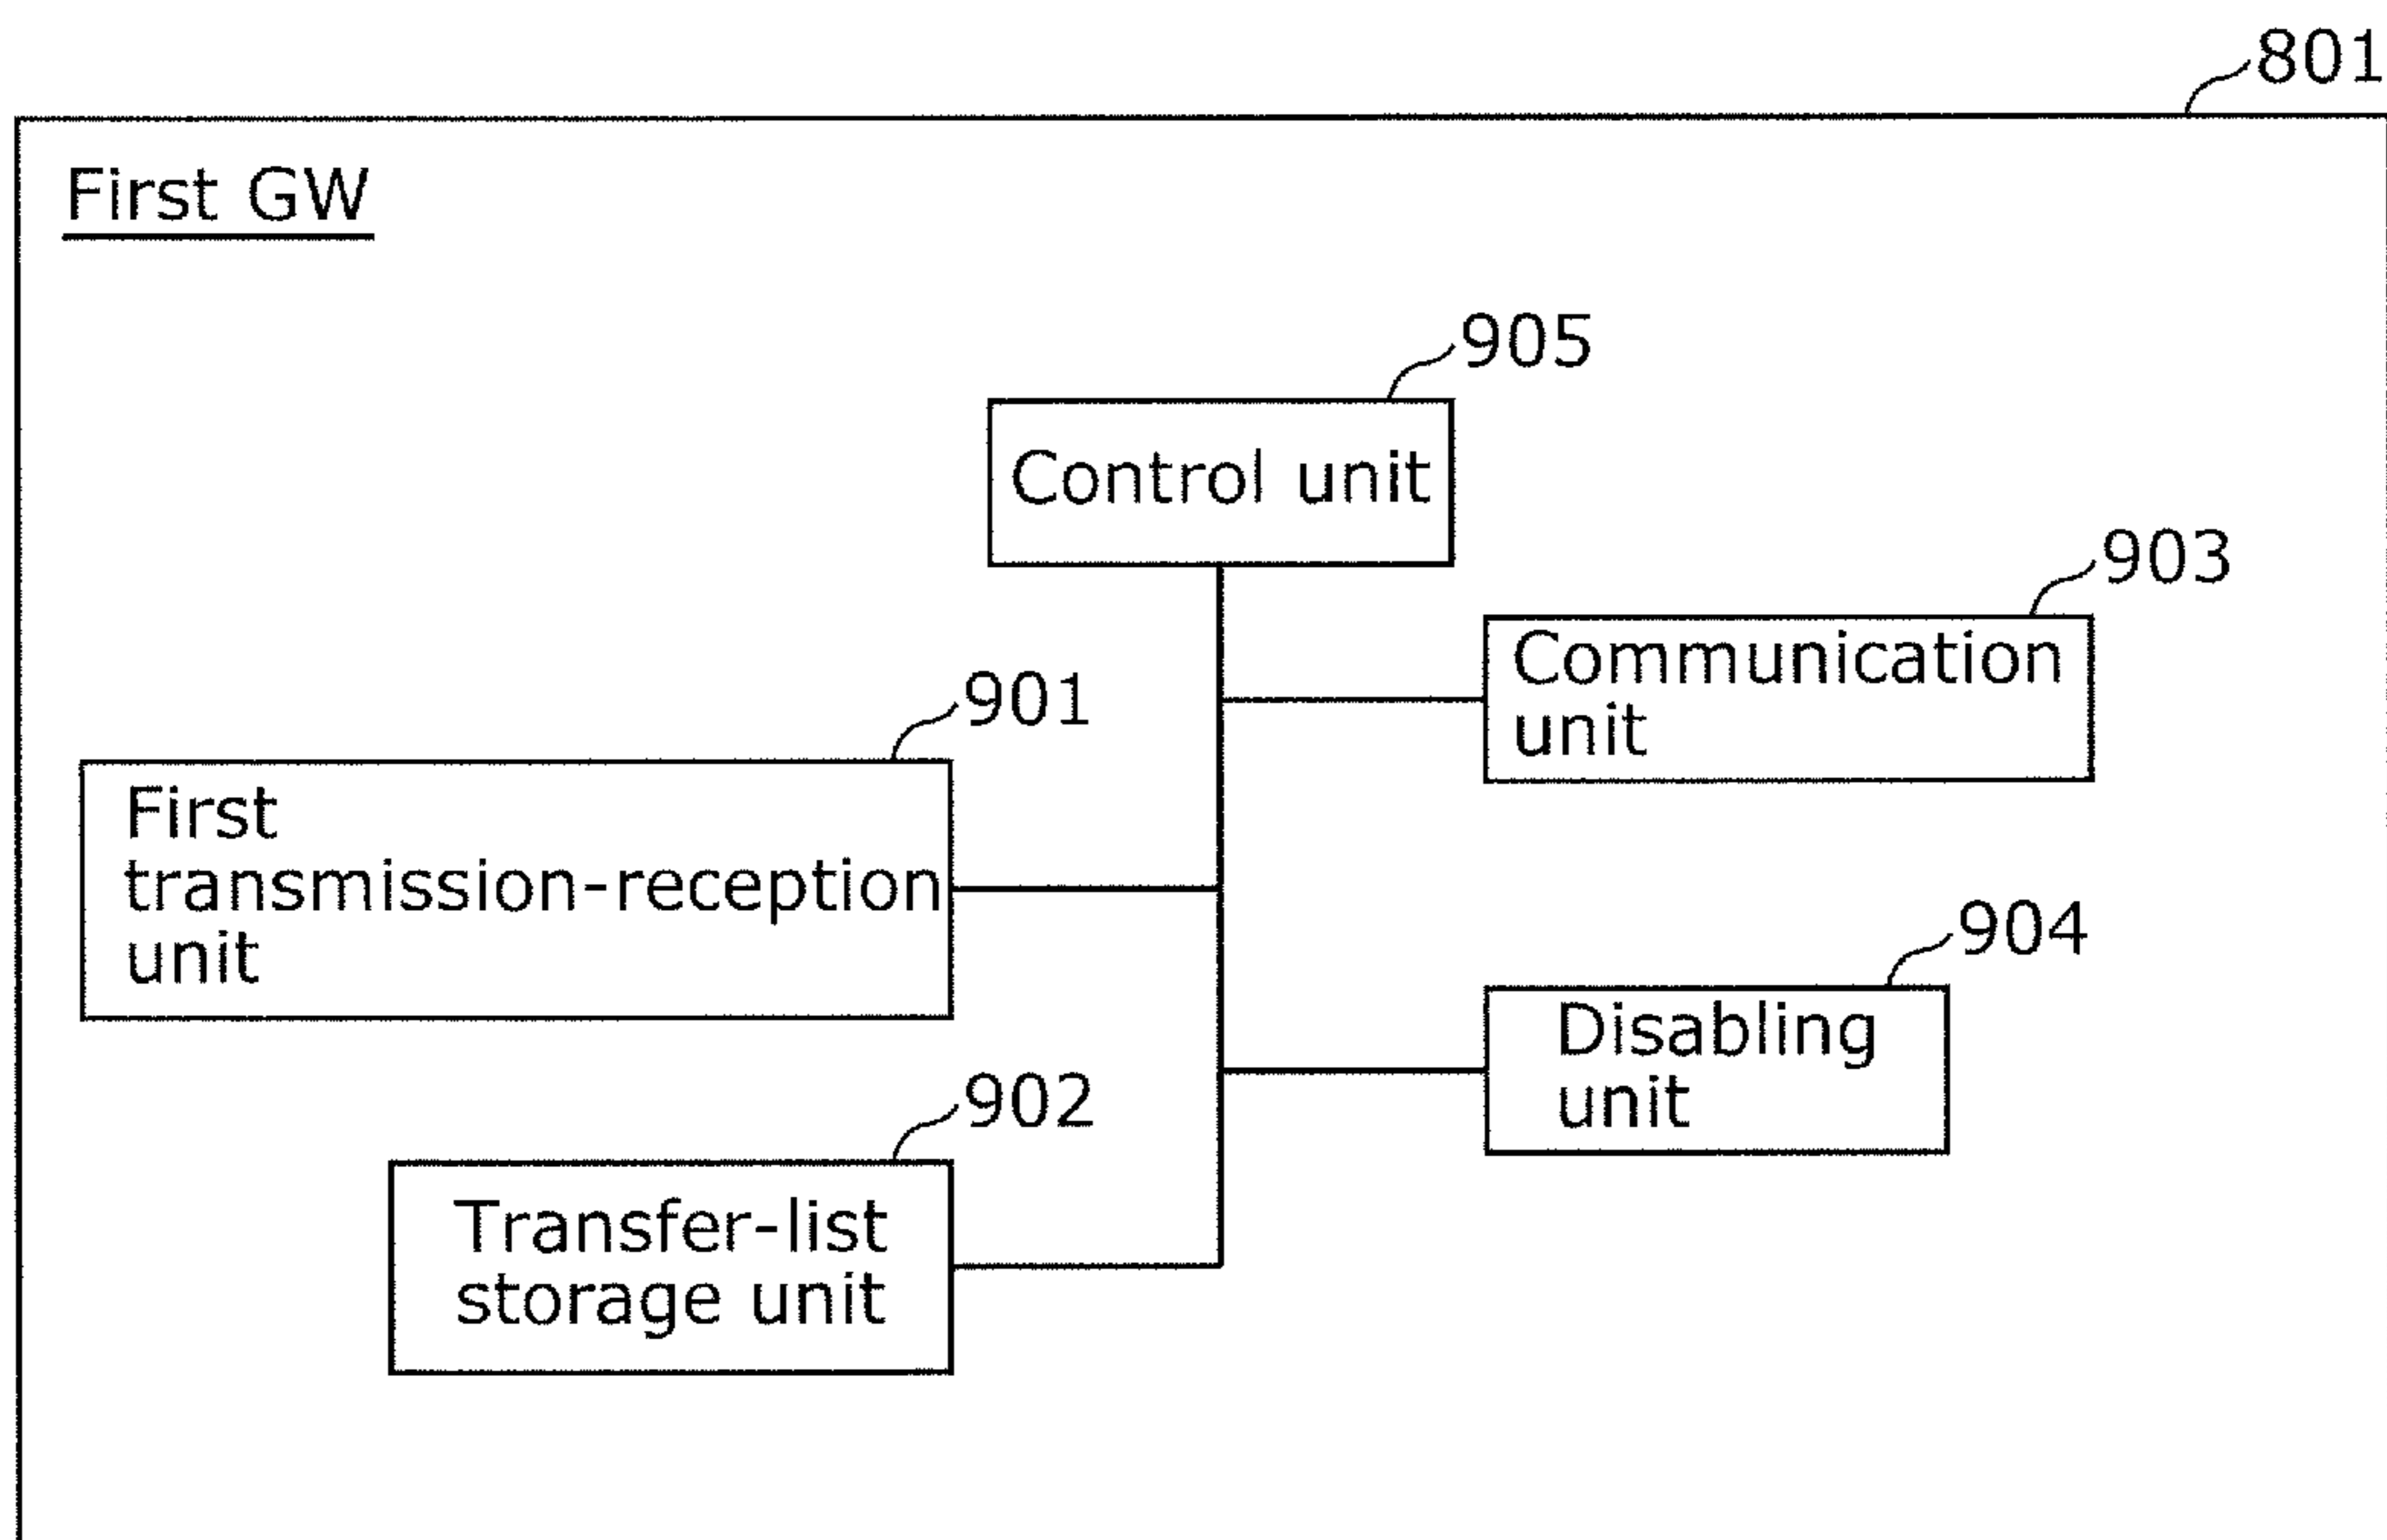 801
First GW
905
Control unit
903
Communication
unit
901
First
transmission-reception
unit
904
Disabling
unit
902
Transfer-list
storage unit